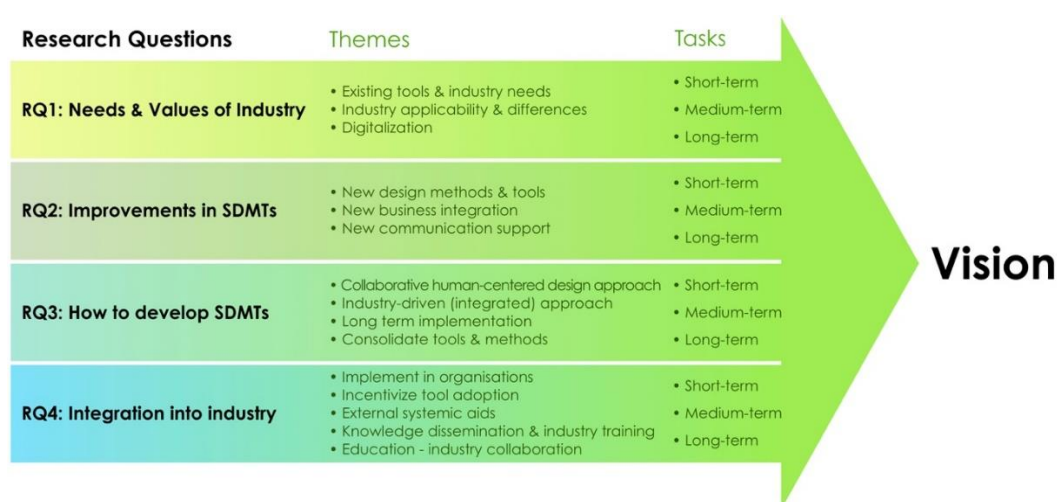 Research Questions Themes Tasks
RQ1: Needs & Values of Industry
• Existing tools & industry needs
• Industry applicability & differences
• Digitalization
• Short-term
• Medium-term
• Long-term
RQ2: Improvements in SDMTs
• New design methods & tools
• New business integration
• New communication support
• Short-term
• Medium-term
• Long-term
RQ3: How to develop SDMTs
• Collaborative human-centered design approach
• Industry-driven (integrated) approach
• Long term implementation
• Consolidate tools & methods
• Short-term
• Medium-term
• Long-term
RQ4: Integration into industry
• Implement in organisations
• Incentivize tool adoption
• External systemic aids
• Knowledge dissemination & industry training
• Education - industry collaboration
• Short-term
• Medium-term
• Long-term
Vision